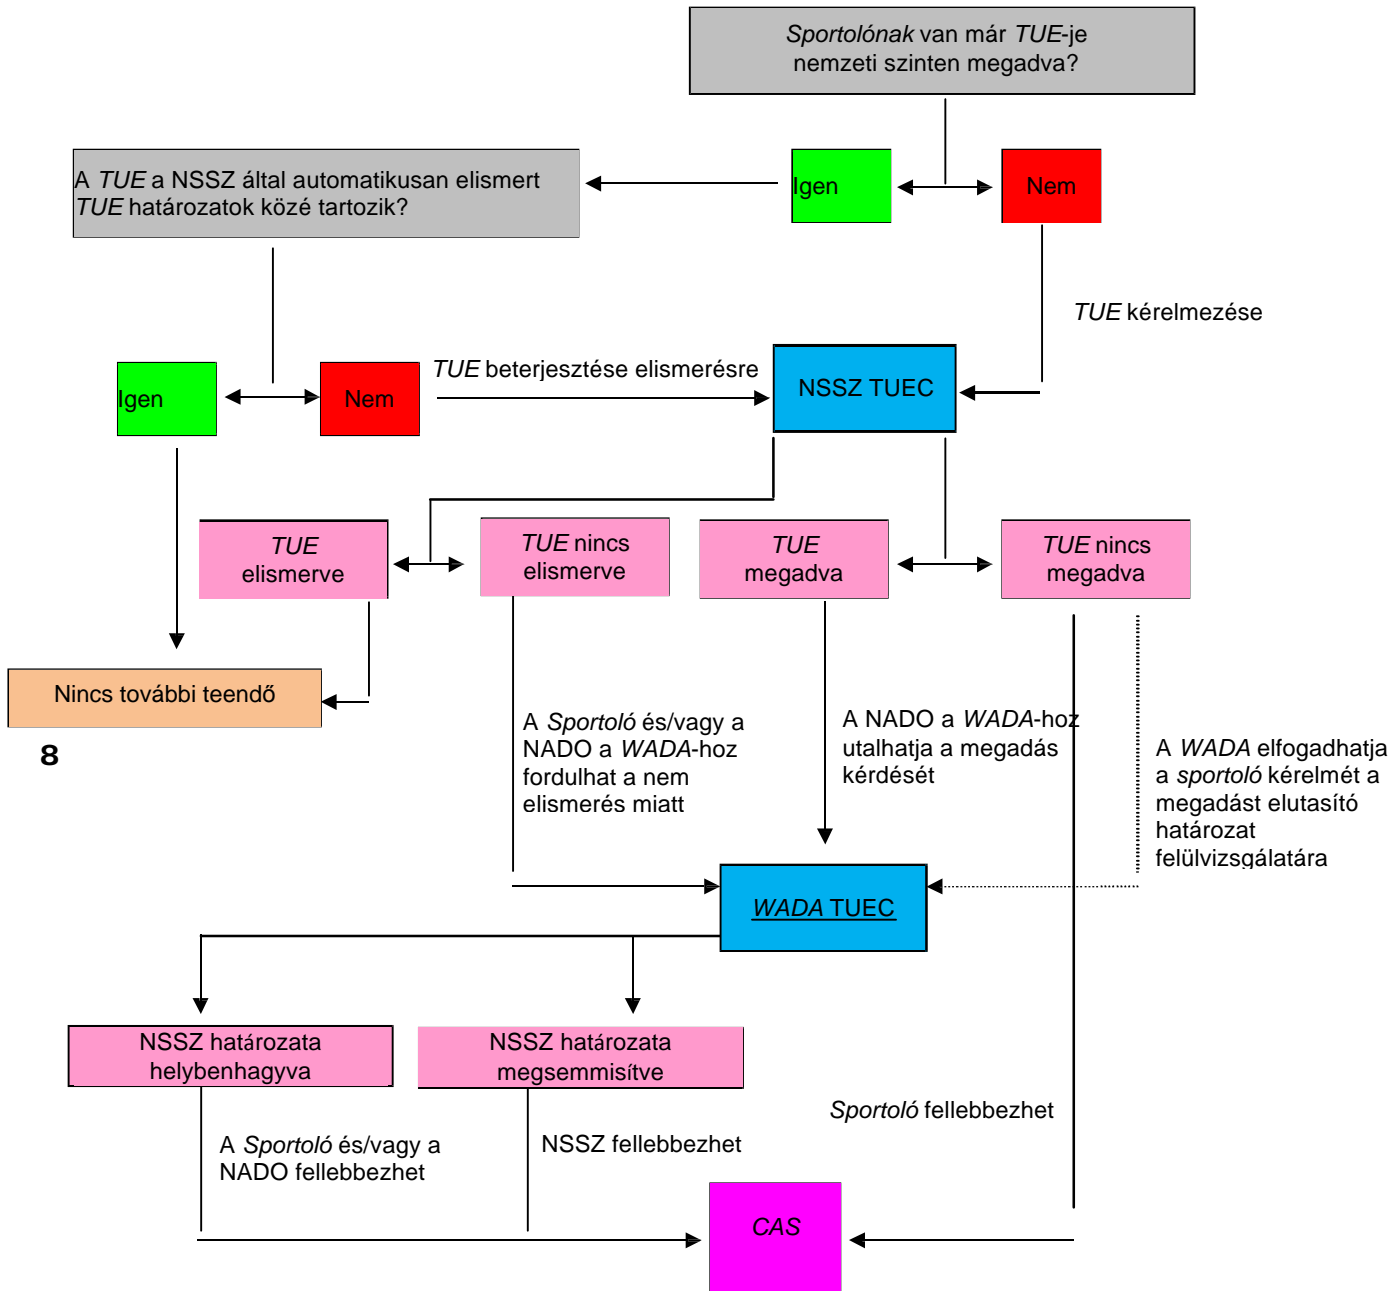 Sportolónak van már TUE-je
nemzeti szinten megadva?
A TUE a NSSZ által automatikusan elismert
TUE határozatok közé tartozik?
Igen
Nem
TUE kérelmezése
Igen
Nem
TUE beterjesztése elismerésre
NSSZ TUEC
TUE
elismerve
TUE nincs
elismerve
TUE
megadva
TUE nincs
megadva
Nincs további teendő
8
A Sportoló és/vagy a
NADO a WADA-hoz
fordulhat a nem
elismerés miatt
A NADO a WADA-hoz
utalhatja a megadás
kérdését
A WADA elfogadhatja
a sportoló kérelmét a
megadást elutasító
határozat
felülvizsgálatára
WADA TUEC
NSSZ határozata
helybenhagyva
NSSZ határozata
megsemmisítve
A Sportoló és/vagy a
NADO fellebbezhet
NSSZ fellebbezhet
Sportoló fellebbezhet
CAS